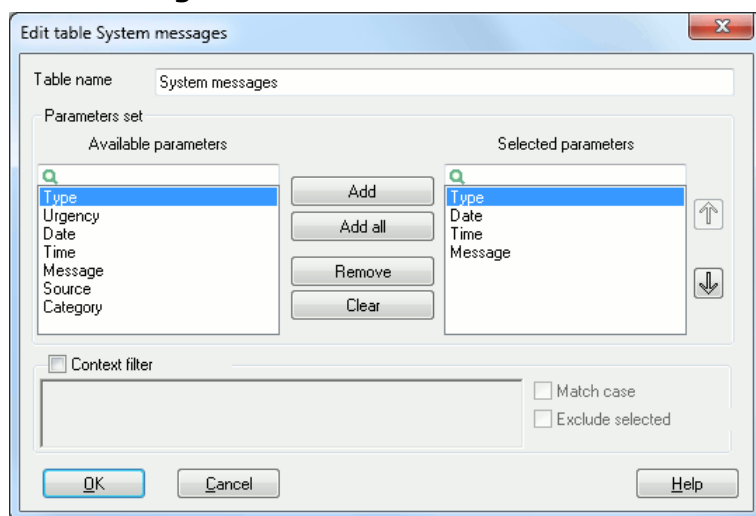 Edit table System messages
Table name System messages
Parameters set
Available parameters Selected parameters
Type Add Type
Urgency Date
Date Add all Time
Time Message
Message Remove
Source
Category Clear
Context filter
Match case
Exclude selected
OK Cancel Help